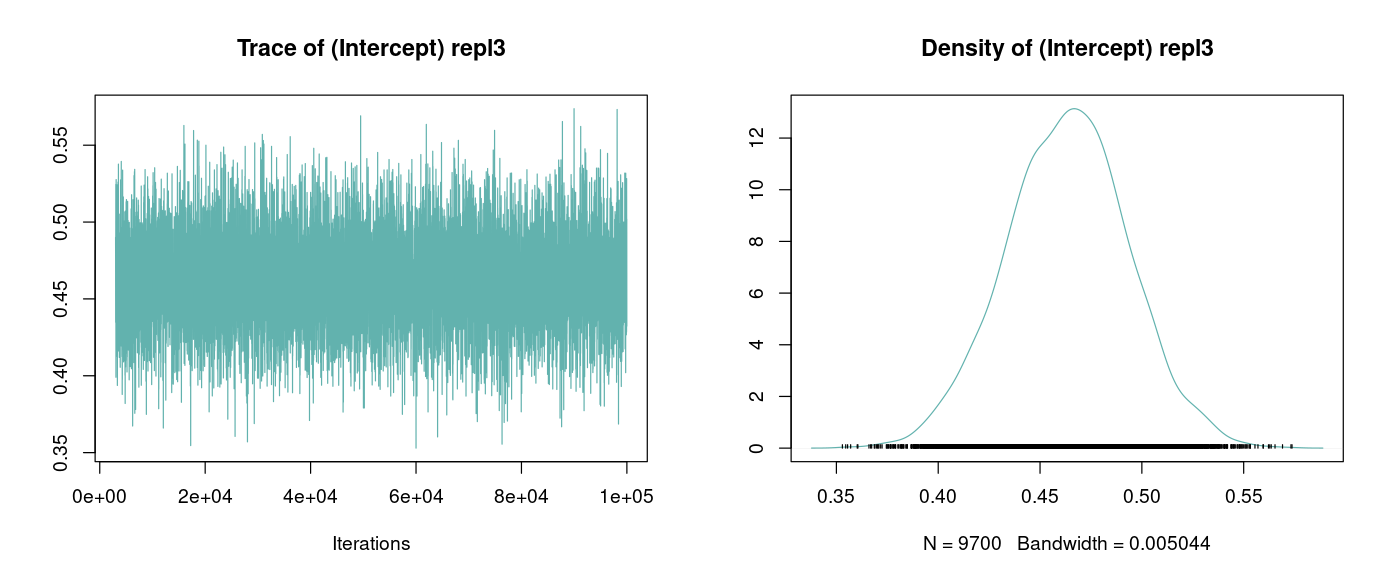 Trace of (Intercept) repl3
0.55
0.50
0.45
0.40
0.35
0e+00 2e+04 4e+04 6e+04 8e+04 1e+05
Iterations
Density of (Intercept) repl3
12
10
8
6
4
2
0
0.35 0.40 0.45 0.50 0.55
N = 9700 Bandwidth = 0.005044